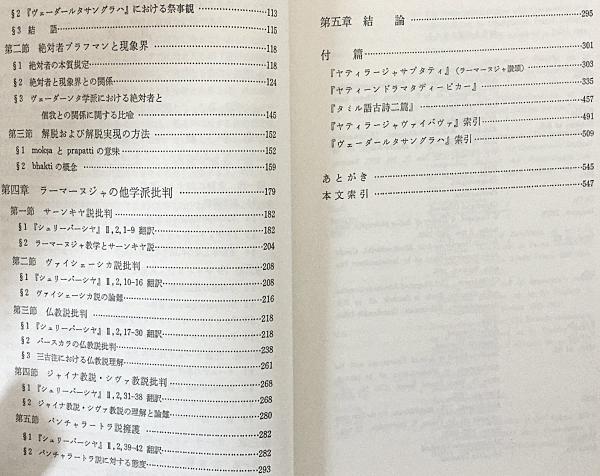 §2 『ヴェーダールタサングラハ』における祭事観……113
§3 結　語……115
第二節 絶対者ブラフマンと現象界……118
§1 絶対者の本質規定……118
§2 絶対者と現象界との関係……124
§3 ヴェーダーンタ学派における絶対者と
個我との関係に関する比喩……145
第三節 解脱および解脱実現の方法……152
§1 mokṣa と prapatti の意味……152
§2 bhakti の概念……159
第四章 ラーマーヌジャの他学派批判……179
第一節 サーンキヤ説批判……182
§1 『シュリーバーシヤ』Ⅱ, 2, 1-9 翻訳……182
§2 ラーマーヌジャ教学とサーンキヤ説……204
第二節 ヴァイシェーシカ説批判……208
§1 『シュリーバーシヤ』Ⅱ, 2, 10-16 翻訳……208
§2 ヴァイシェーシカ説の論難……216
第三節 仏教説批判……218
§1 『シュリーバーシヤ』Ⅱ, 2, 17-30 翻訳……218
§2 バースカラの仏教説批判……238
§3 三古注における仏教説理解……261
第四節 ジャイナ教説・シヴァ教説批判……268
§1 『シュリーバーシヤ』Ⅱ, 2, 31-38 翻訳……268
§2 ジャイナ教説・シヴァ教説の理解と論難……280
第五節 パンチャラートラ説擁護……282
§1 『シュリーバーシヤ』Ⅱ, 2, 39-42 翻訳……282
§2 パンチャラートラ説に対する態度……293
第五章 結　論……295
付　篇……301
『ヤティラージャサプタティ』(ラーマーヌジャ讃頌)……303
『ヤティーンドラマタディーピカー』……335
『タミル語古詩二篇』……457
『ヤティラージャヴァイバヴァ』索引……491
『ヴェーダールタサングラハ』索引……509
あとがき……545
本文索引……547